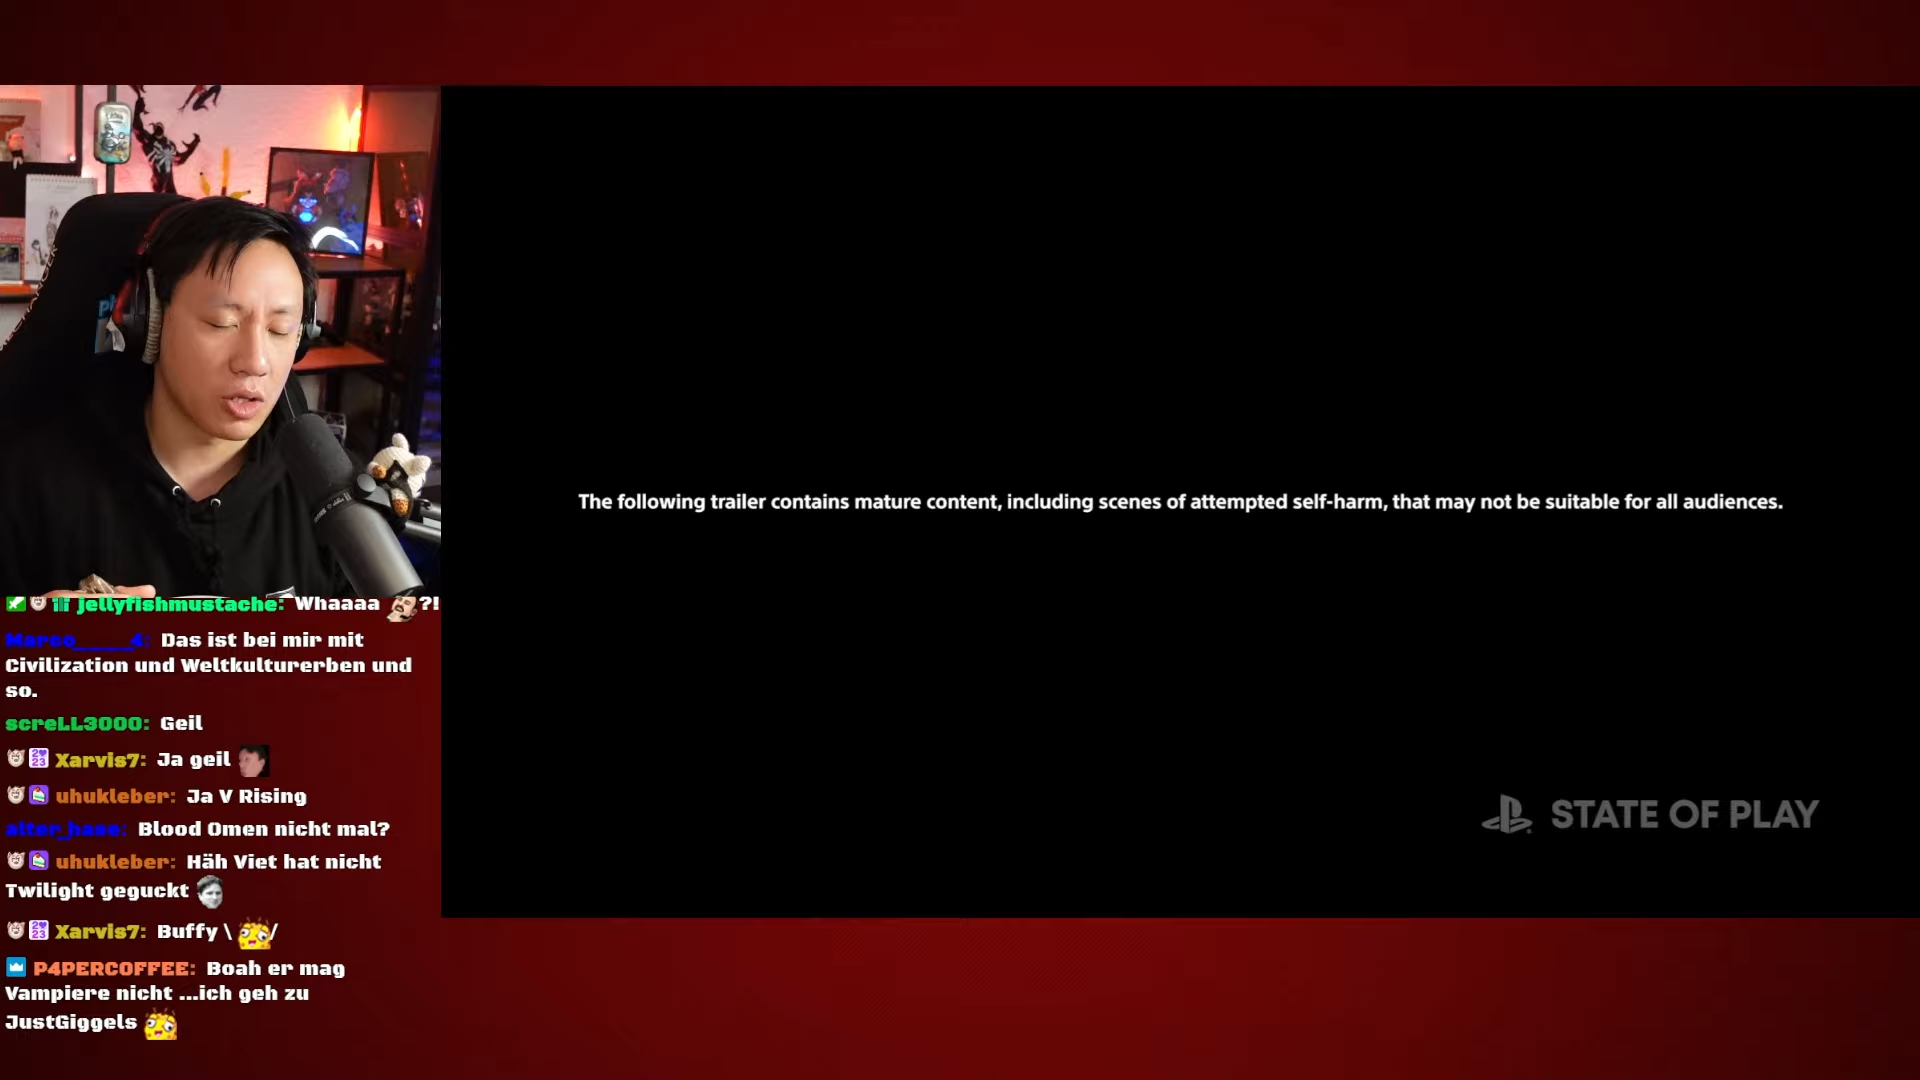 The following trailer contains mature content, including scenes of attempted self-harm, that may not be suitable for all audiences.
STATE OF PLAY
jellyfishmustache: Whaaaa ?!
Marco____4: Das ist bei mir mit
Civilization und Weltkulturerben und
so.
screLL3000: Geil
Xarvis7: Ja geil
uhukleber: Ja V Rising
alter_hase: Blood Omen nicht mal?
uhukleber: Häh Viet hat nicht
Twilight geguckt
Xarvis7: Buffy \ /
P4PERCOFFEE: Boah er mag
Vampiere nicht ...ich geh zu
JustGiggels